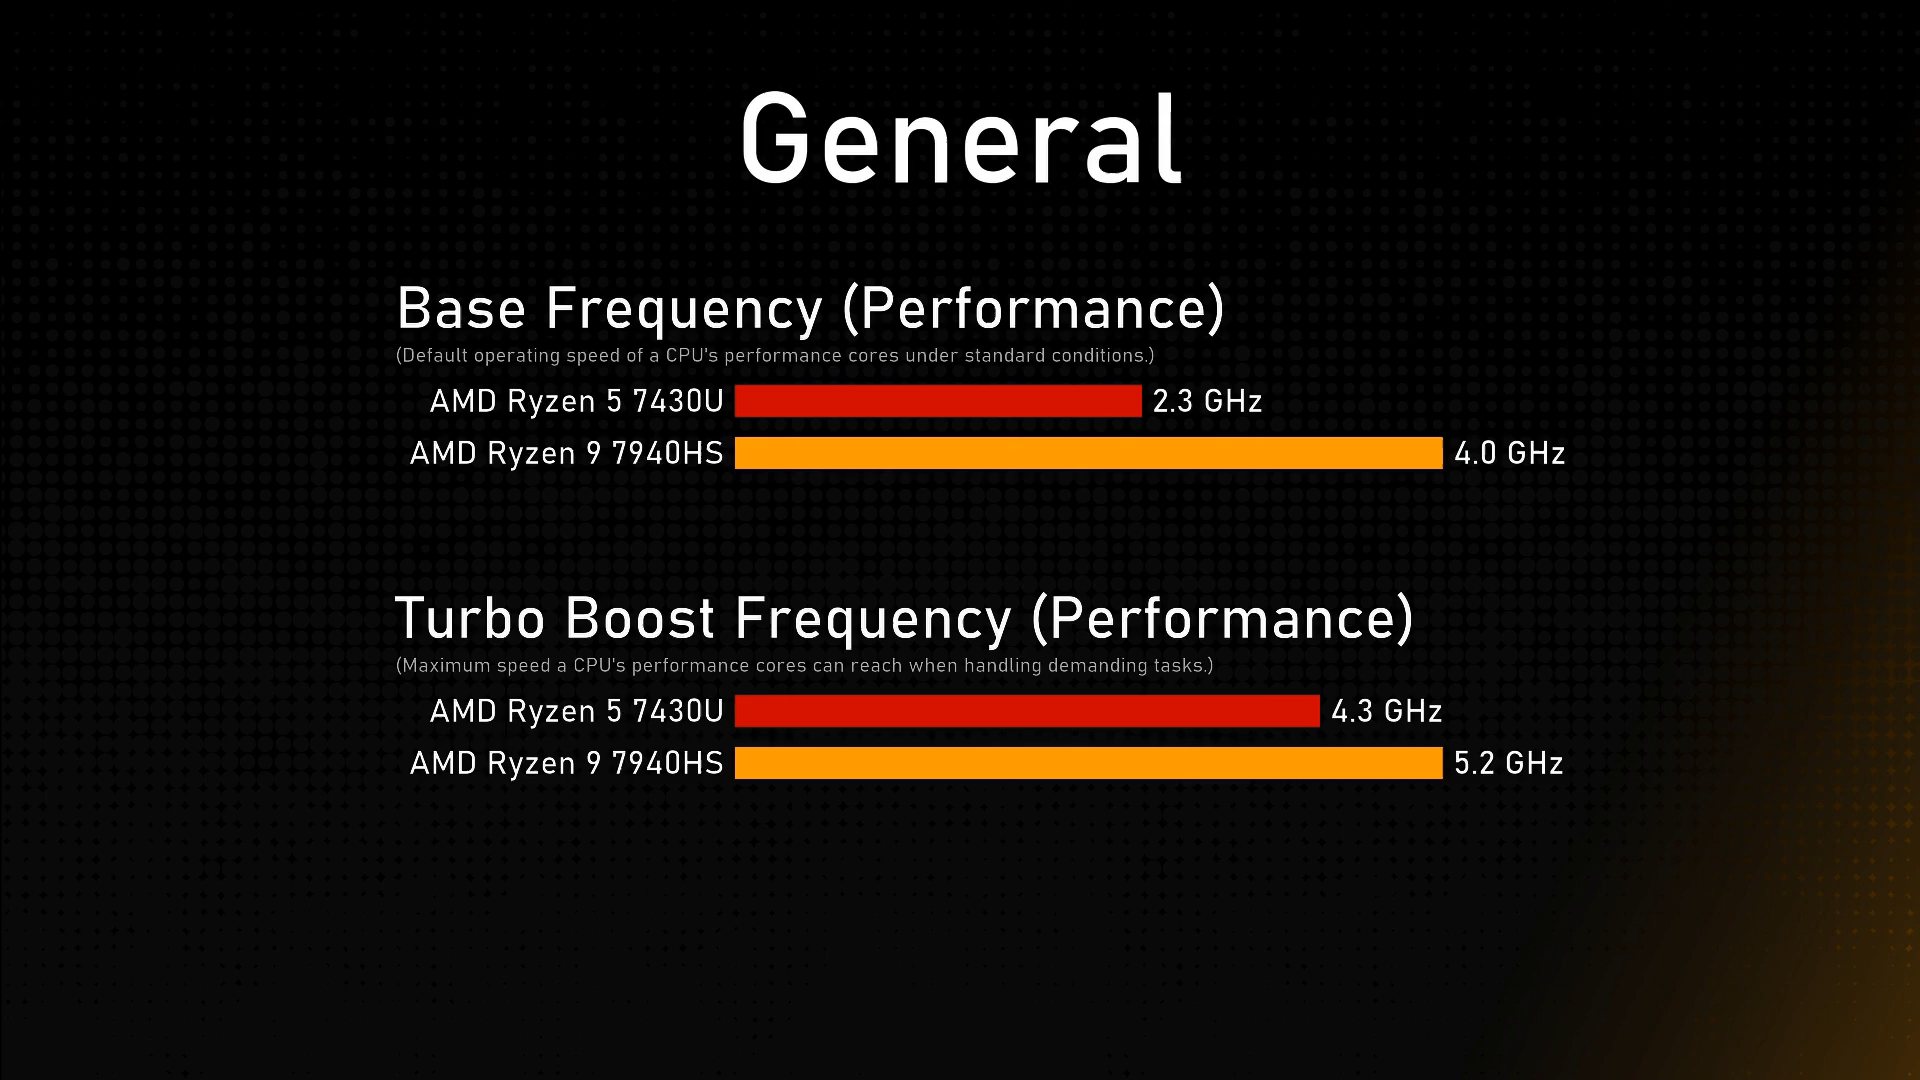 General
Base Frequency (Performance)
(Default operating speed of a CPU's performance cores under standard conditions.)
AMD Ryzen 5 7430U 2.3 GHz
AMD Ryzen 9 7940HS 4.0 GHz
Turbo Boost Frequency (Performance)
(Maximum speed a CPU's performance cores can reach when handling demanding tasks.)
AMD Ryzen 5 7430U 4.3 GHz
AMD Ryzen 9 7940HS 5.2 GHz